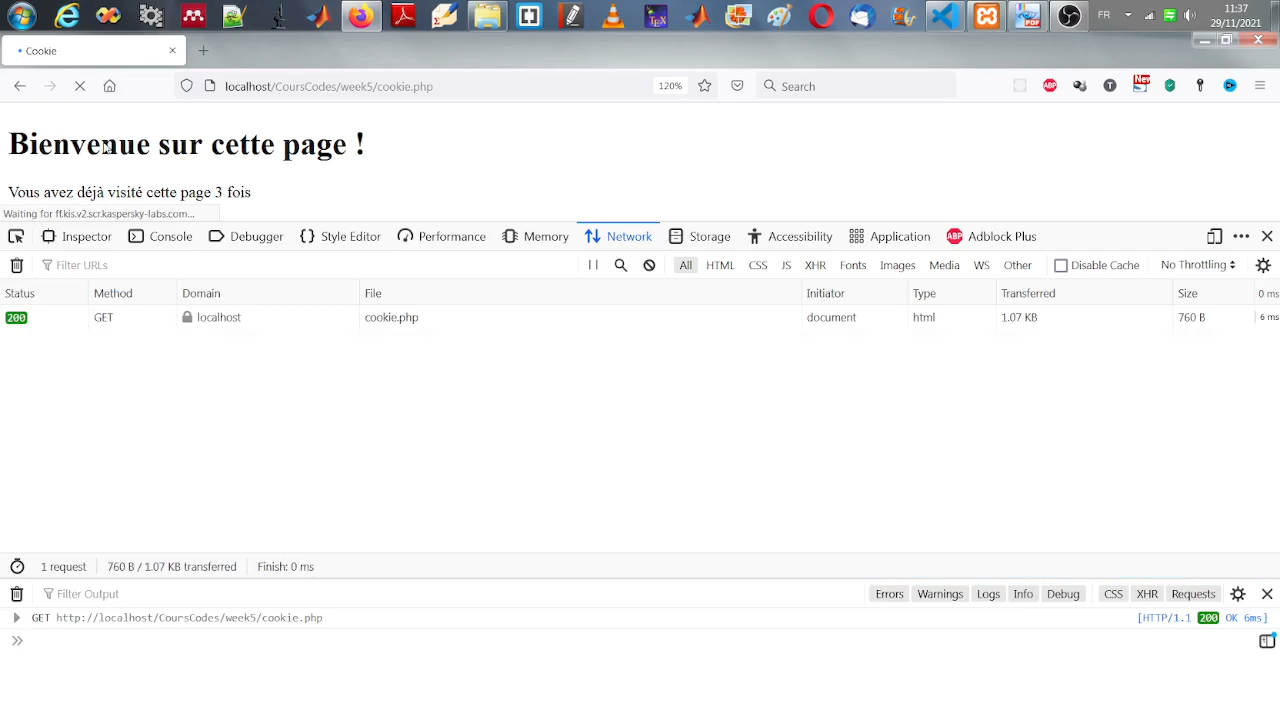 FR
11:37
29/11/2021
Cookie
localhost/CoursCodes/week5/cookie.php
120%
Search
ABP
T
New
Bienvenue sur cette page !
Vous avez déjà visité cette page 3 fois
Waiting for ff.kis.v2.scr.kaspersky-labs.com...
Inspector Console Debugger Style Editor Performance Memory Network Storage Accessibility Application ABP Adblock Plus
Filter URLs All HTML CSS JS XHR Fonts Images Media WS Other Disable Cache No Throttling
Status Method Domain File Initiator Type Transferred Size 0 ms
200 GET localhost cookie.php document html 1.07 KB 760 B 6 ms
1 request 760 B / 1.07 KB transferred Finish: 0 ms
Filter Output Errors Warnings Logs Info Debug CSS XHR Requests
GET http://localhost/CoursCodes/week5/cookie.php [HTTP/1.1 200 OK 6ms]